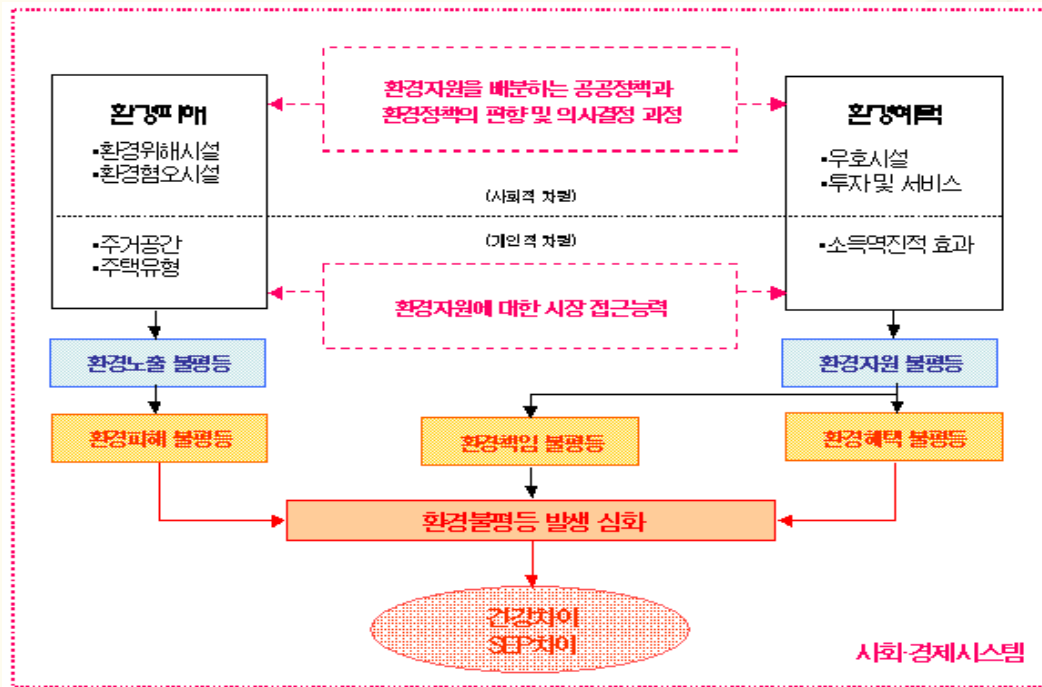 환경자원을 배분하는 공공정책과
환경정책의 편향 및 의사결정 과정
환경피해
▪환경위해시설
▪환경혐오시설
환경혜택
▪우호시설
▪투자 및 서비스
(사회적 차별)
(개인적 차별)
▪주거공간
▪주택유형
▪소득역진적 효과
환경자원에 대한 시장 접근능력
환경노출 불평등
환경자원 불평등
환경피해 불평등
환경책임 불평등
환경혜택 불평등
환경불평등 발생 심화
건강차이
SEP차이
사회·경제시스템